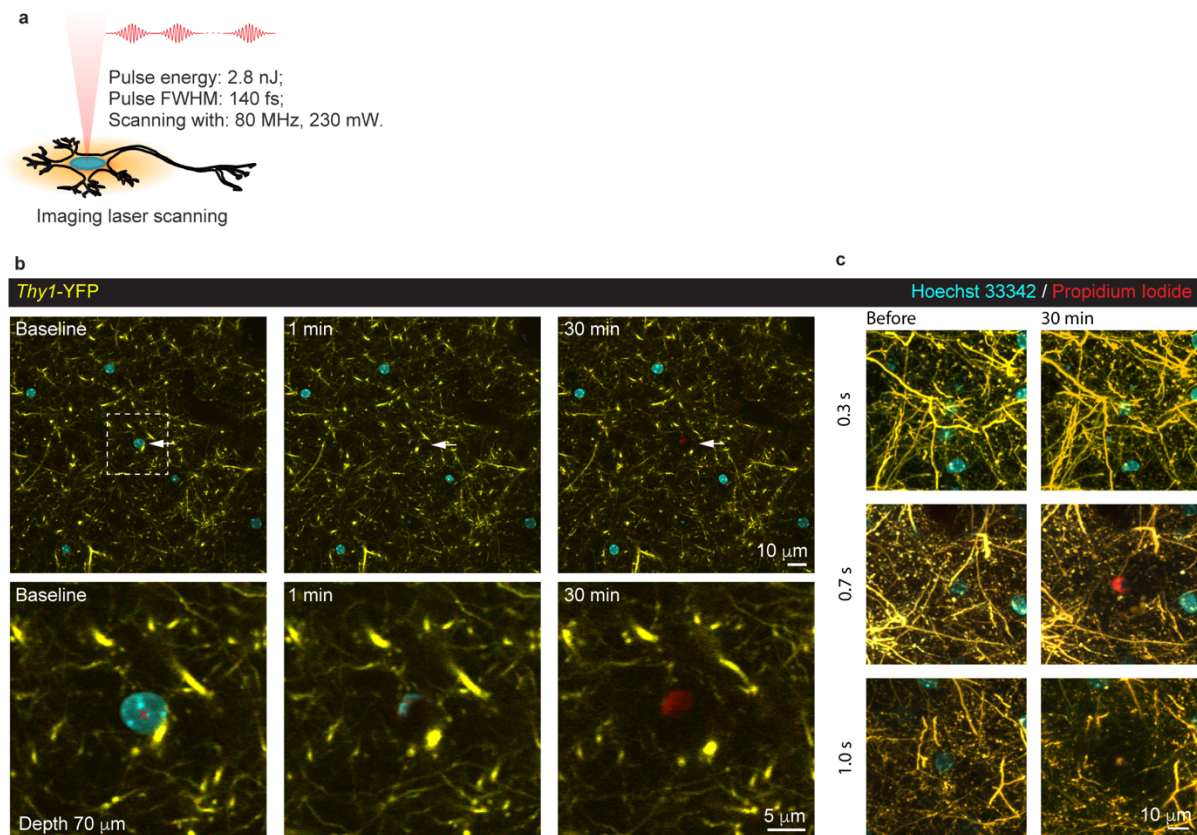 a
Pulse energy: 2.8 nJ;
Pulse FWHM: 140 fs;
Scanning with: 80 MHz, 230 mW.
Imaging laser scanning
b
c
Thy1-YFP
Hoechst 33342 / Propidium Iodide
Baseline
1 min
30 min
10 µm
Baseline
1 min
30 min
Depth 70 µm
5 µm
Before
30 min
0.3 s
0.7 s
1.0 s
10 µm